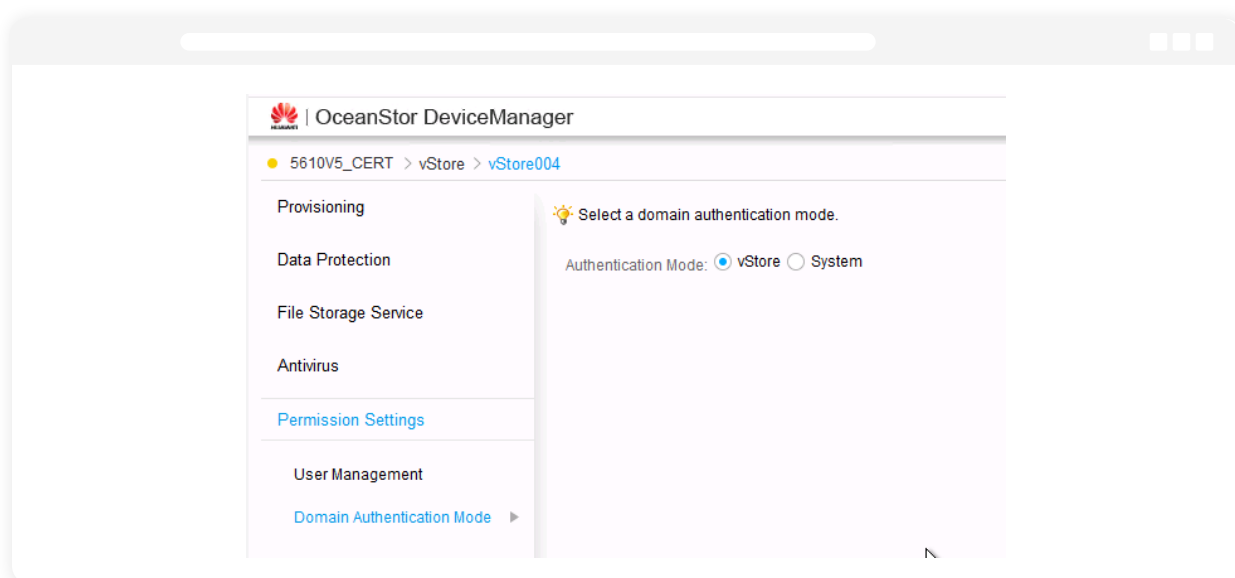 HUAWEI | OceanStor DeviceManager
5610V5_CERT > vStore > vStore004
Provisioning
Data Protection
File Storage Service
Antivirus
Permission Settings
User Management
Domain Authentication Mode
Select a domain authentication mode.
Authentication Mode: vStore System